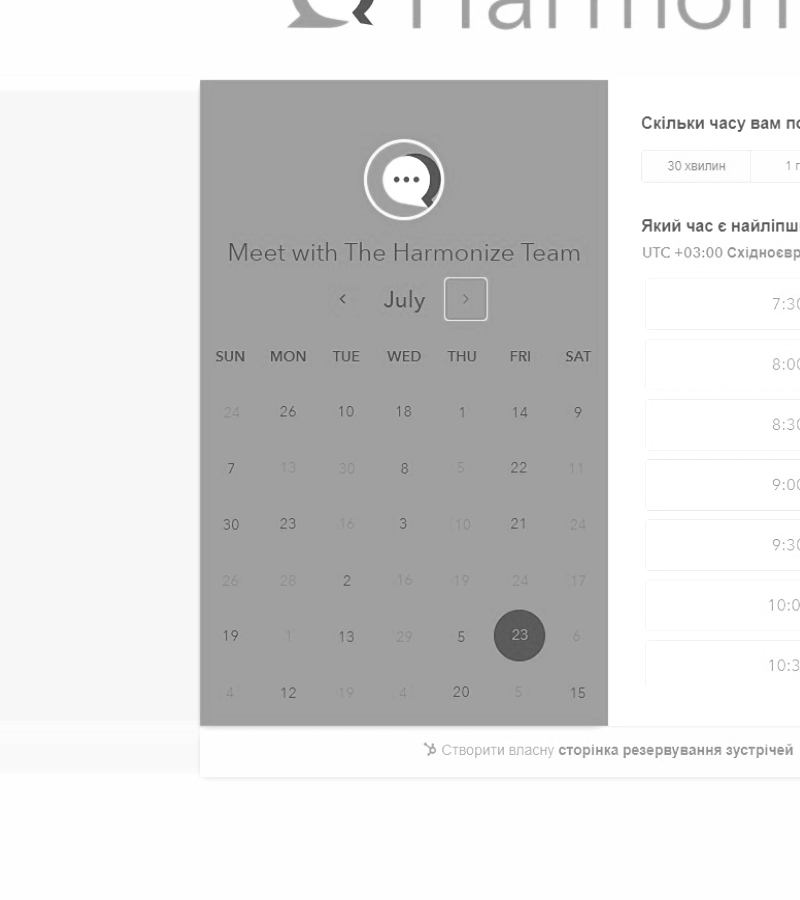 Harmon
Meet with The Harmonize Team
July
SUN MON TUE WED THU FRI SAT
24 26 10 18 1 14 9
7 13 30 8 5 22 11
30 23 16 3 10 21 24
26 28 2 16 19 24 17
19 1 13 29 5 23 6
4 12 19 4 20 5 15
Скільки часу вам по
30 хвилин 1 г
Який час є найліпш
UTC +03:00 Східноєвр
7:30
8:00
8:30
9:00
9:30
10:0
10:3
Створити власну сторінка резервування зустрічей